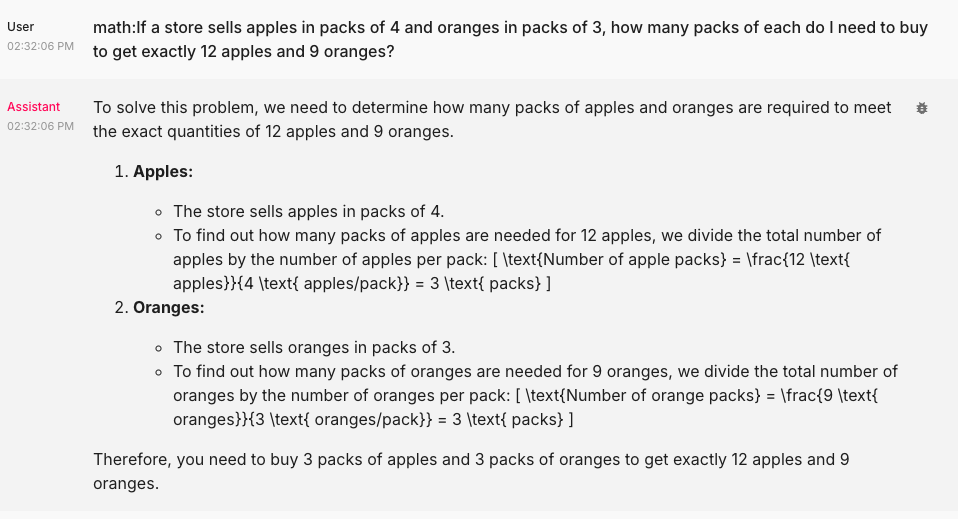 User
02:32:06 PM
math:If a store sells apples in packs of 4 and oranges in packs of 3, how many packs of each do I need to buy
to get exactly 12 apples and 9 oranges?
Assistant
02:32:06 PM
To solve this problem, we need to determine how many packs of apples and oranges are required to meet
the exact quantities of 12 apples and 9 oranges.
1. Apples:
◦ The store sells apples in packs of 4.
◦ To find out how many packs of apples are needed for 12 apples, we divide the total number of
apples by the number of apples per pack: [ \text{Number of apple packs} = \frac{12 \text{
apples}}{4 \text{ apples/pack}} = 3 \text{ packs} ]
2. Oranges:
◦ The store sells oranges in packs of 3.
◦ To find out how many packs of oranges are needed for 9 oranges, we divide the total number of
oranges by the number of oranges per pack: [ \text{Number of orange packs} = \frac{9 \text{
oranges}}{3 \text{ oranges/pack}} = 3 \text{ packs} ]
Therefore, you need to buy 3 packs of apples and 3 packs of oranges to get exactly 12 apples and 9
oranges.